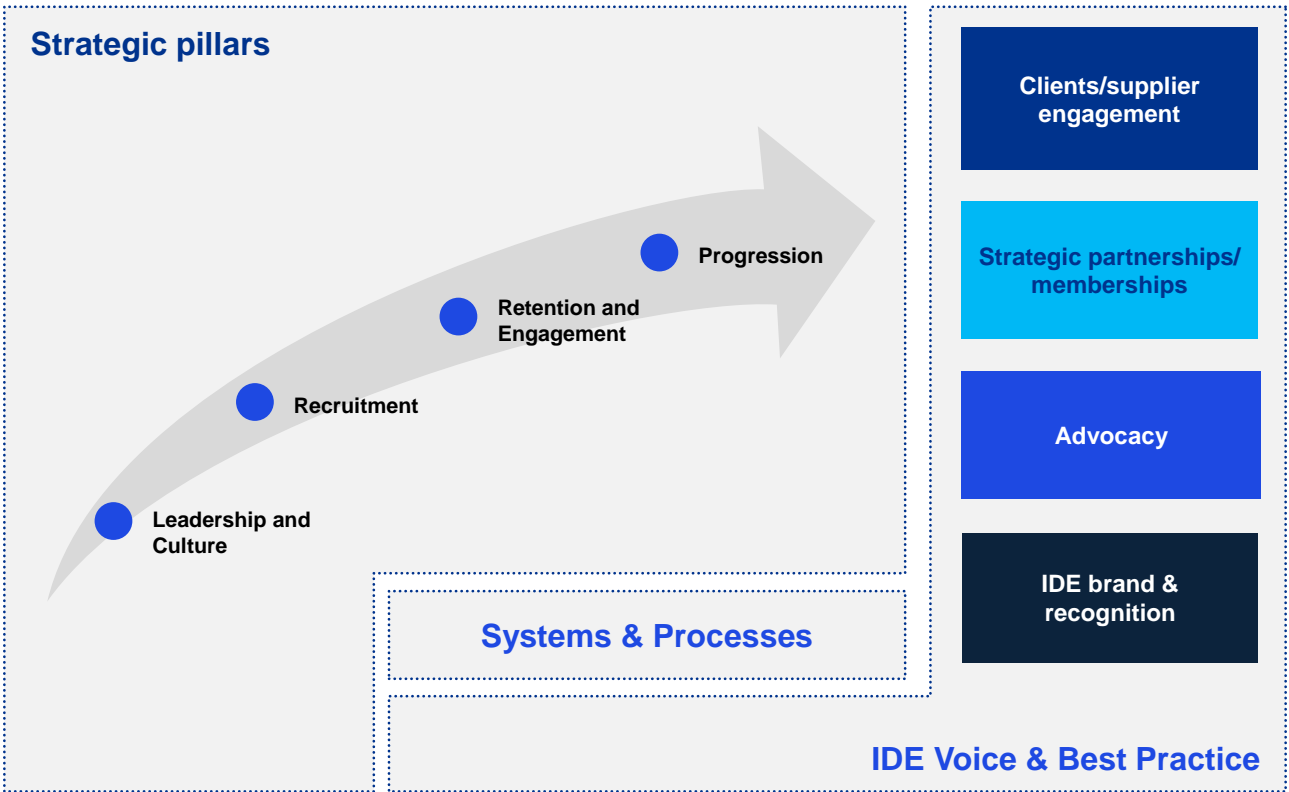 Strategic pillars
Progression
Retention and
Engagement
Recruitment
Leadership and
Culture
Systems & Processes
Clients/supplier
engagement
Strategic partnerships/
memberships
Advocacy
IDE brand &
recognition
IDE Voice & Best Practice